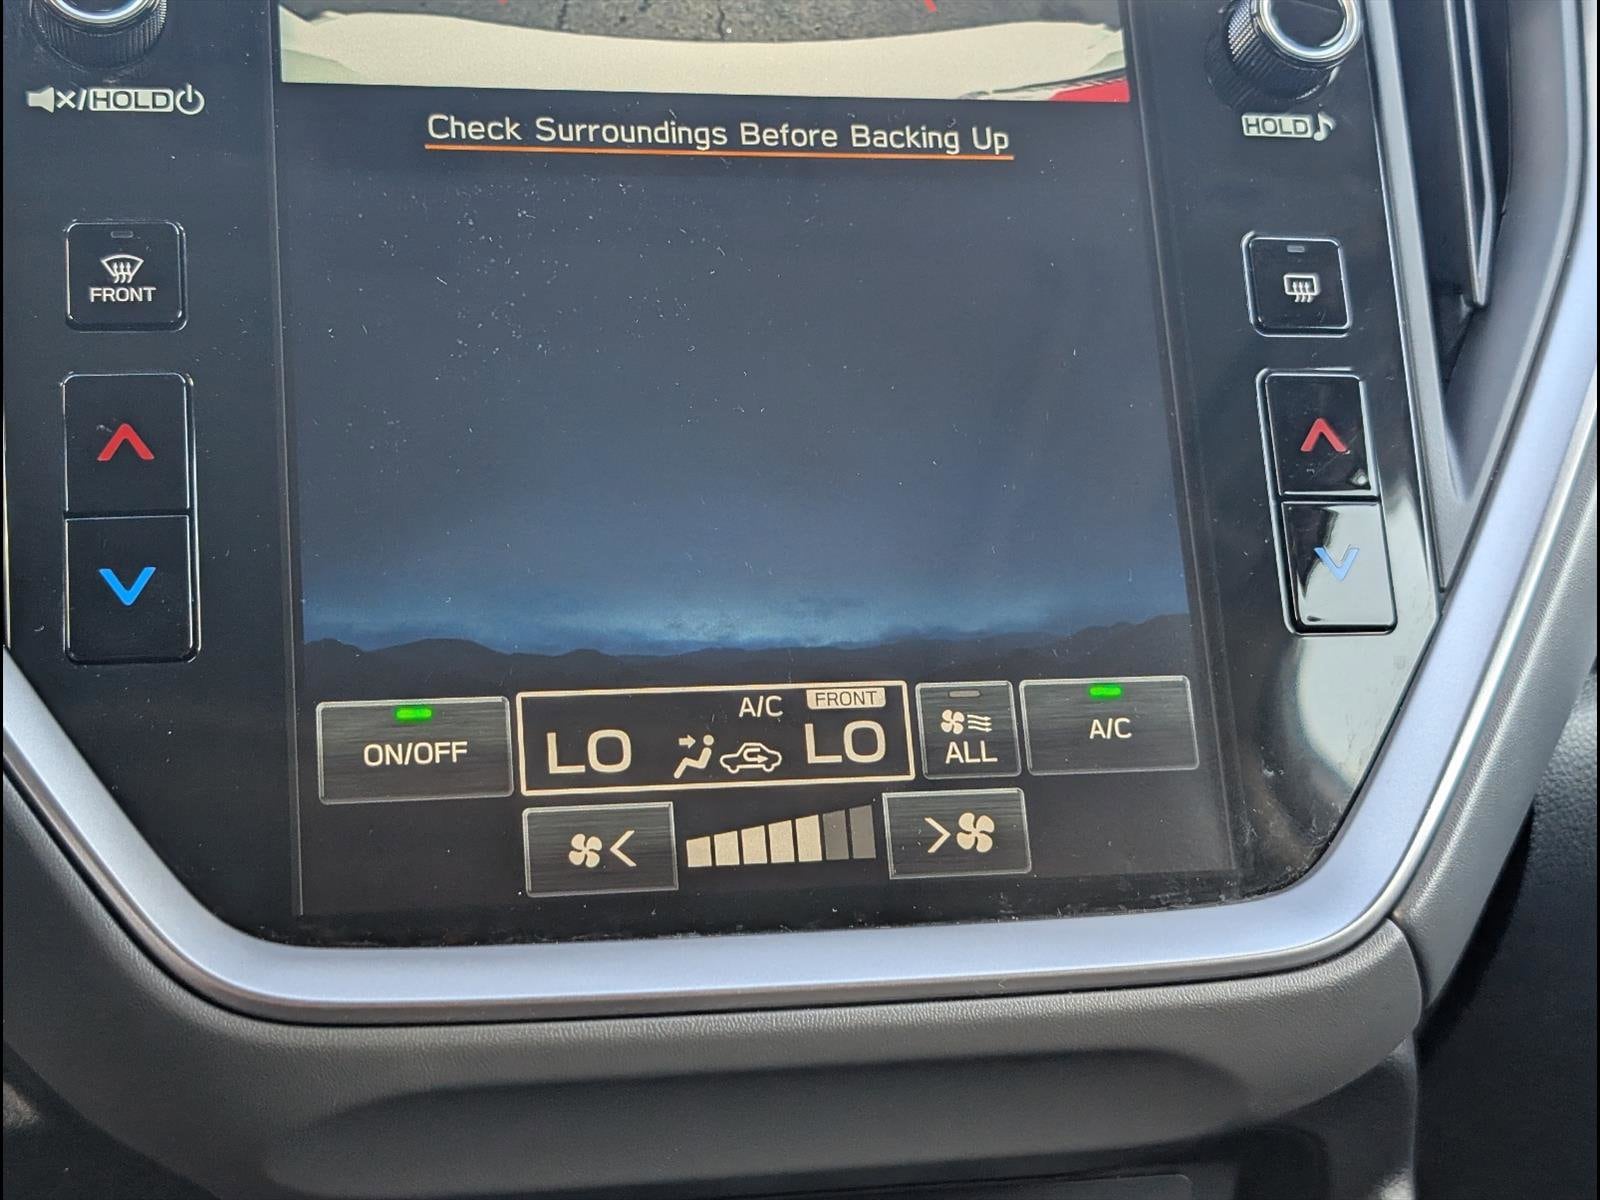 /HOLD
HOLD
Check Surroundings Before Backing Up
FRONT
A/C FRONT
ON/OFF LO LO ALL A/C